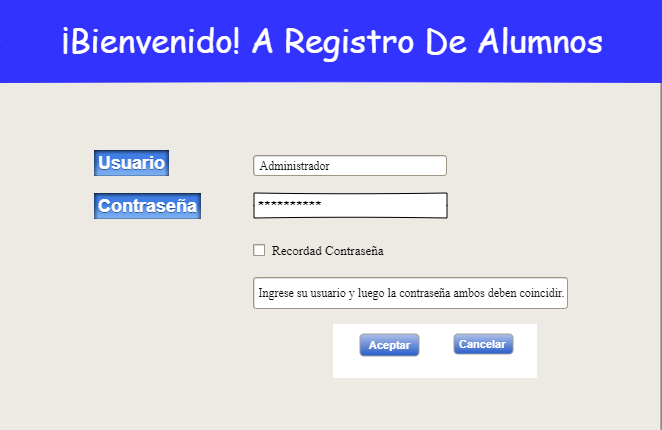 ¡Bienvenido! A Registro De Alumnos
Usuario
Administrador
Contraseña
**********
Recordad Contraseña
Ingrese su usuario y luego la contraseña ambos deben coincidir.
Aceptar
Cancelar